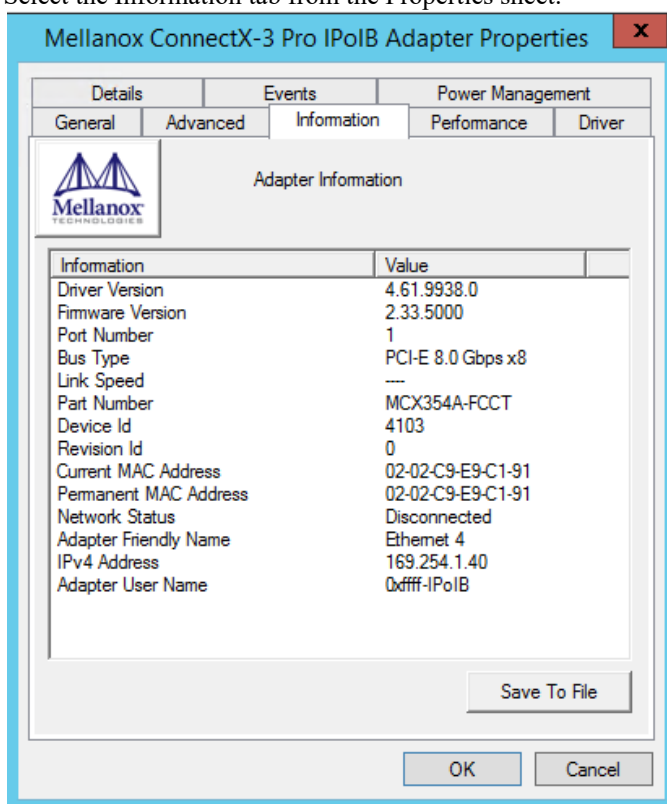 Select the Information tab from the Properties sheet.
Mellanox ConnectX-3 Pro IPoIB Adapter Properties x
Details Events Power Management
General Advanced Information Performance Driver
Mellanox
TECHNOLOGIES
Adapter Information
Information Value
Driver Version 4.61.9938.0
Firmware Version 2.33.5000
Port Number 1
Bus Type PCI-E 8.0 Gbps x8
Link Speed ----
Part Number MCX354A-FCCT
Device Id 4103
Revision Id 0
Current MAC Address 02-02-C9-E9-C1-91
Permanent MAC Address 02-02-C9-E9-C1-91
Network Status Disconnected
Adapter Friendly Name Ethernet 4
IPv4 Address 169.254.1.40
Adapter User Name 0xffff-IPoIB
Save To File
OK Cancel